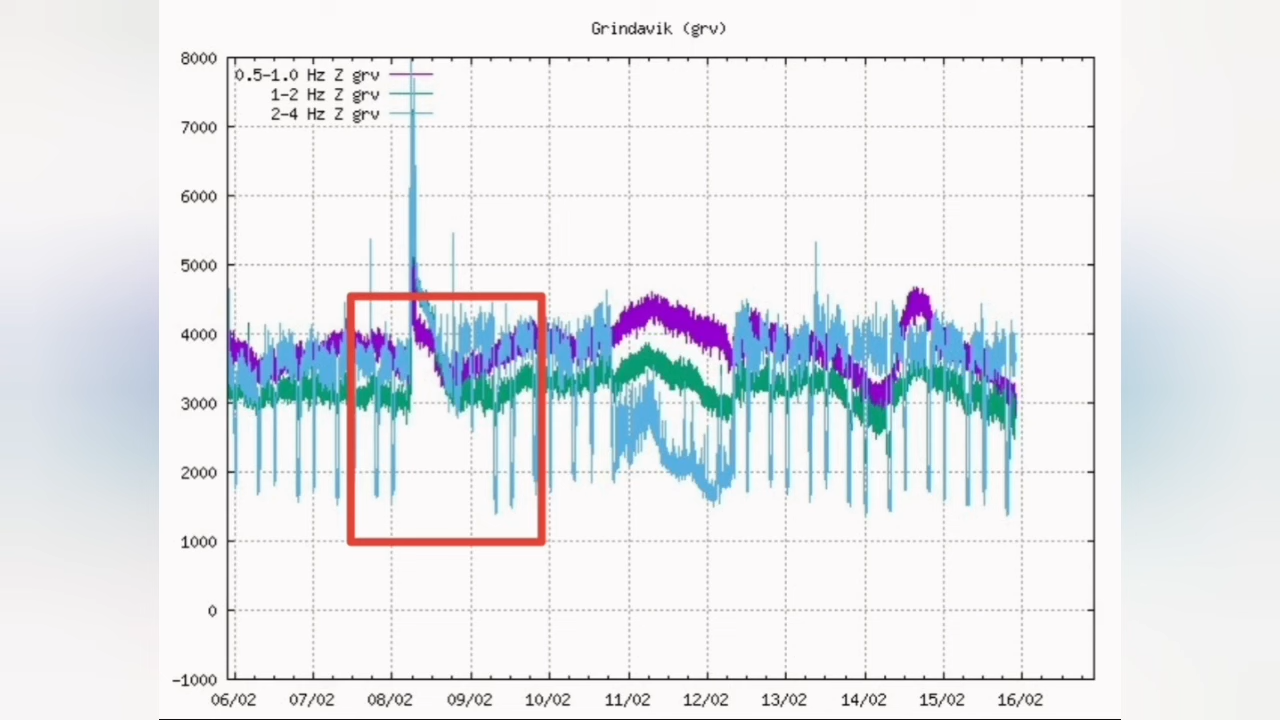 Grindavik (grv)
8000
0.5-1.0 Hz Z grv
1-2 Hz Z grv
2-4 Hz Z grv
7000
6000
5000
4000
3000
2000
1000
0
-1000
06/02 07/02 08/02 09/02 10/02 11/02 12/02 13/02 14/02 15/02 16/02